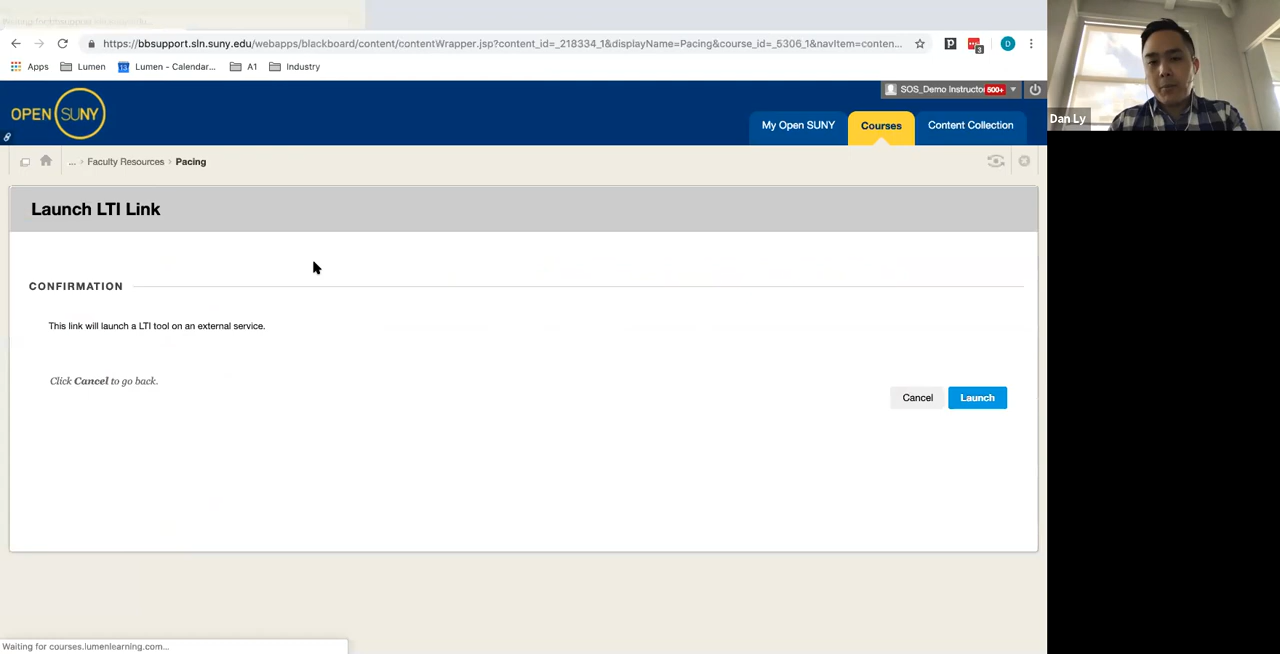 https://bbsupport.sln.suny.edu/webapps/blackboard/content/contentWrapper.jsp?content_id=_218334_1&displayName=Pacing&course_id=_5306_1&navItem=conten...
3
D
Apps
Lumen
13
Lumen - Calendar...
A1
Industry
SOS_Demo Instructor
500+
OPEN SUNY
My Open SUNY
Courses
Content Collection
Dan Ly
... › Faculty Resources › Pacing
Launch LTI Link
CONFIRMATION
This link will launch a LTI tool on an external service.
Click Cancel to go back.
Cancel
Launch
Waiting for courses.lumenlearning.com...